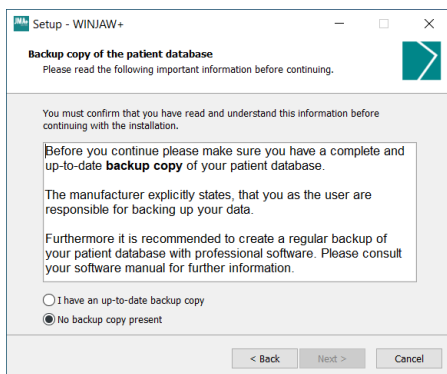 JMA
Setup - WINJAW+
Backup copy of the patient database
Please read the following important information before continuing.
You must confirm that you have read and understand this information before
continuing with the installation.
Before you continue please make sure you have a complete and
up-to-date backup copy of your patient database.
The manufacturer explicitly states, that you as the user are
responsible for backing up your data.
Furthermore it is recommended to create a regular backup of
your patient database with professional software. Please consult
your software manual for further information.
I have an up-to-date backup copy
No backup copy present
< Back Next > Cancel